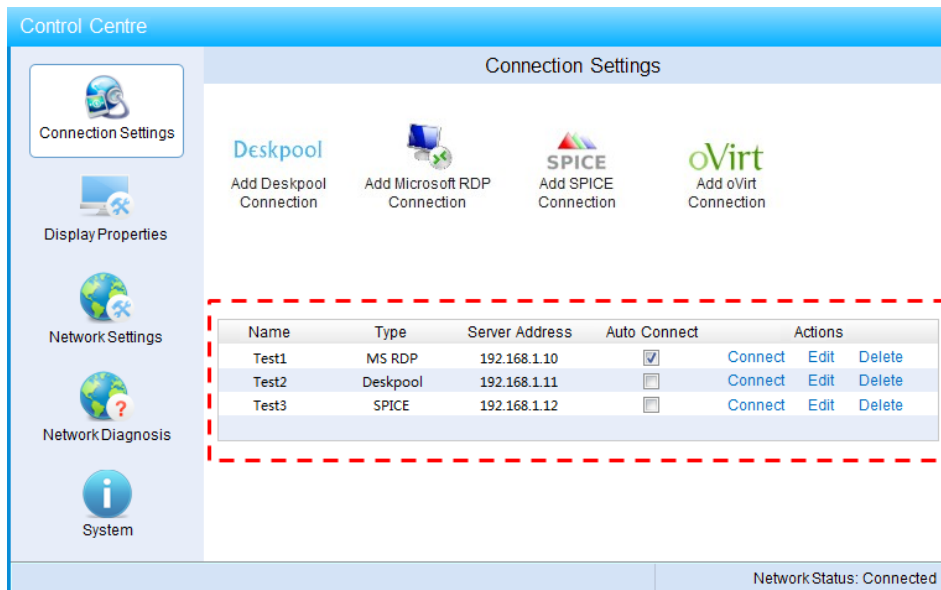 Control Centre
Connection Settings
Connection Settings
Display Properties
Network Settings
?
Network Diagnosis
i
System
Deskpool
Add Deskpool
Connection
Add Microsoft RDP
Connection
SPICE
Add SPICE
Connection
oVirt
Add oVirt
Connection
Name Type Server Address Auto Connect Actions
Test1 MS RDP 192.168.1.10 Connect Edit Delete
Test2 Deskpool 192.168.1.11 Connect Edit Delete
Test3 SPICE 192.168.1.12 Connect Edit Delete
Network Status: Connected